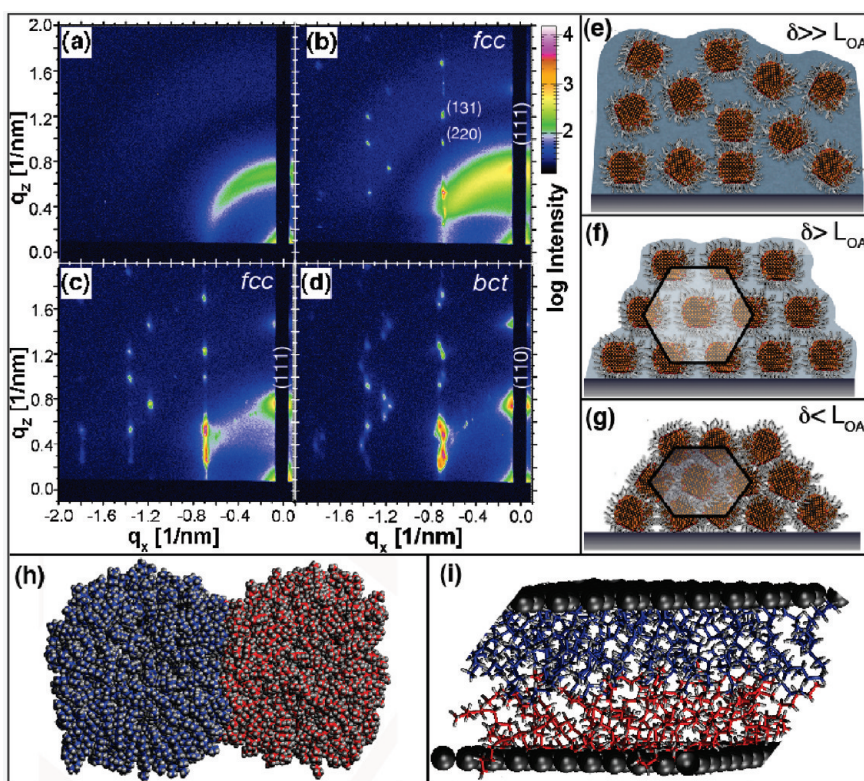 (a)
2.0
1.6
1.2
0.8
0.4
0.0
q_z [1/nm]
(b)
fcc
(131)
(220)
(111)
4
3
2
log Intensity
(c)
fcc
(111)
1.6
1.2
0.8
0.4
0.0
q_z [1/nm]
-2.0
-1.6
-1.2
-0.8
-0.4
0.0
q_x [1/nm]
(d)
bct
(110)
-1.6
-1.2
-0.8
-0.4
0.0
q_x [1/nm]
(e)
δ>> L_OA
(f)
δ> L_OA
(g)
δ< L_OA
(h)
(i)